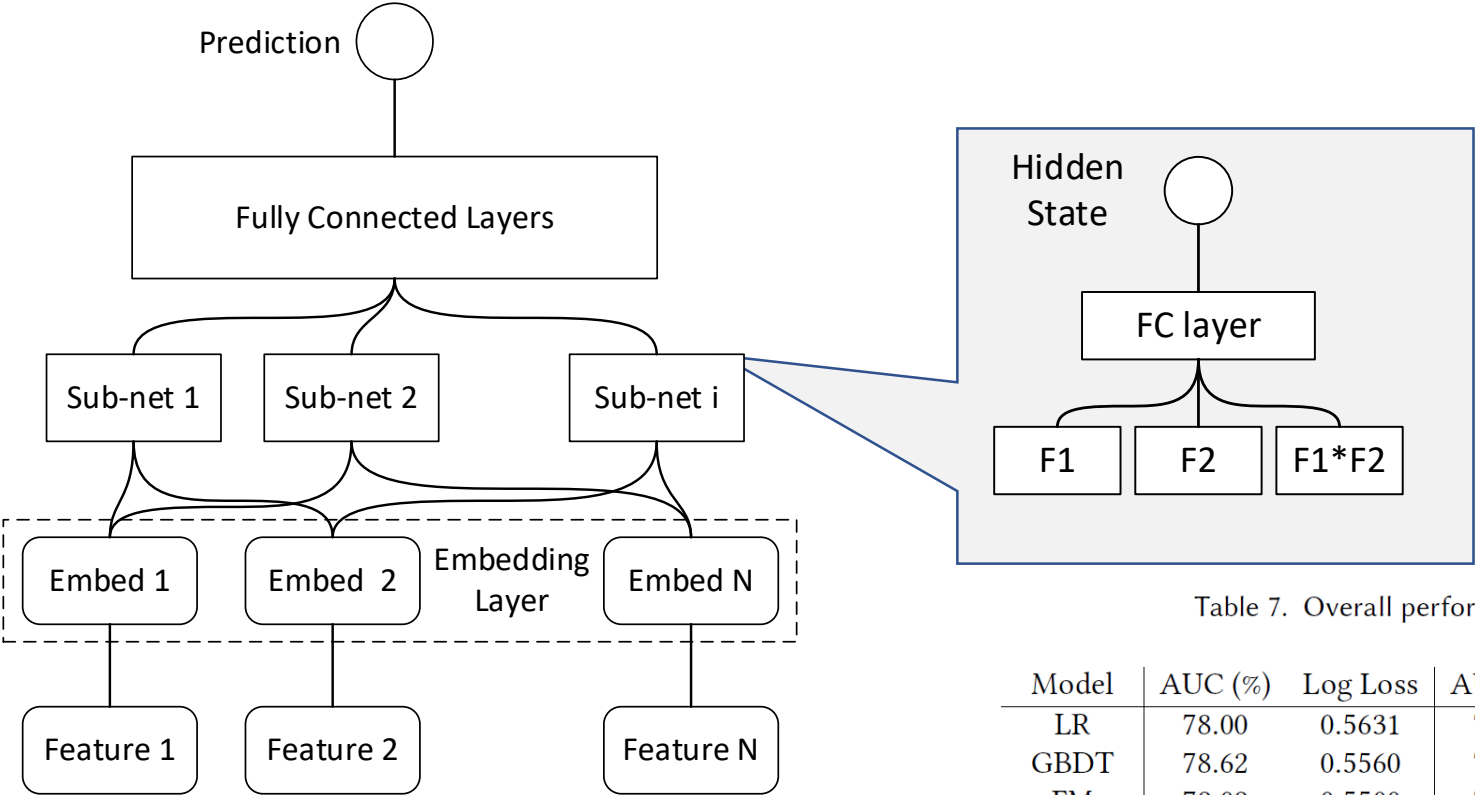 Prediction
Fully Connected Layers
Sub-net 1
Sub-net 2
Sub-net i
Embed 1
Embed 2
Embedding
Layer
Embed N
Feature 1
Feature 2
Feature N
Hidden
State
FC layer
F1
F2
F1*F2
Table 7. Overall perfor
Model AUC (%) Log Loss
LR 78.00 0.5631
GBDT 78.62 0.5560